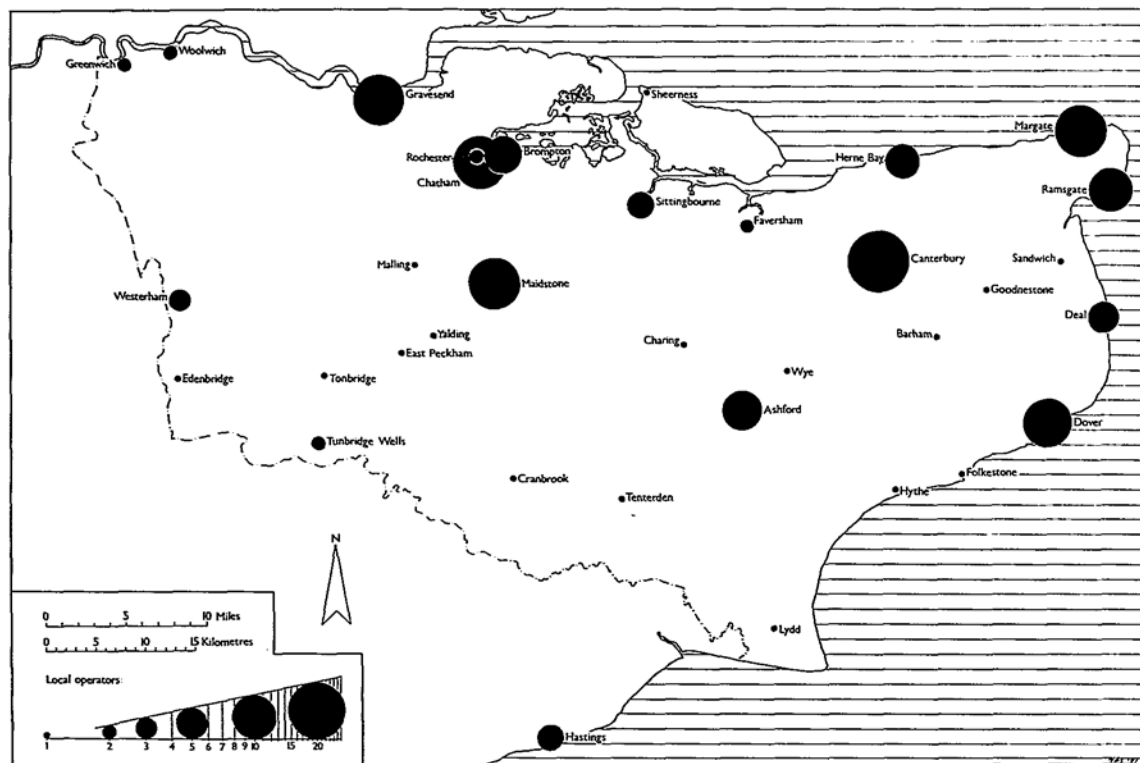 Woolwich
Greenwich
Gravesend
Sheerness
Margate
Rochester
Brompton
Herne Bay
Chatham
Ramsgate
Sittingbourne
Faversham
Malling
Canterbury
Sandwich
Maidstone
Goodnestone
Westerham
Deal
Yalding
Barham
Charing
East Peckham
Wye
Edenbridge
Tonbridge
Ashford
Dover
Tunbridge Wells
Folkestone
Cranbrook
Hythe
Tenterden
N
0 5 10 Miles
0 5 10 15 Kilometres
Lydd
Local operators:
1 2 3 4 5 6 7 8 9 10 15 20
Hastings